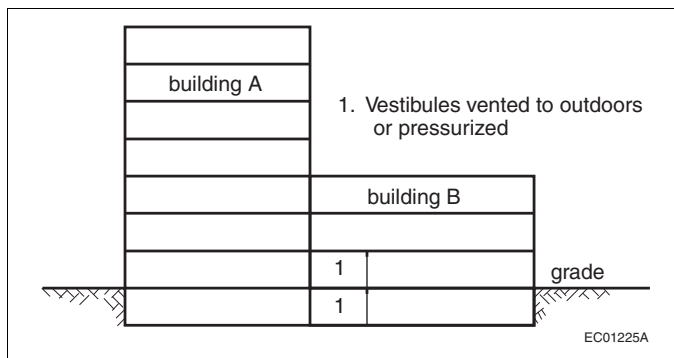 building A
1. Vestibules vented to outdoors
or pressurized
building B
1
grade
1
EC01225A